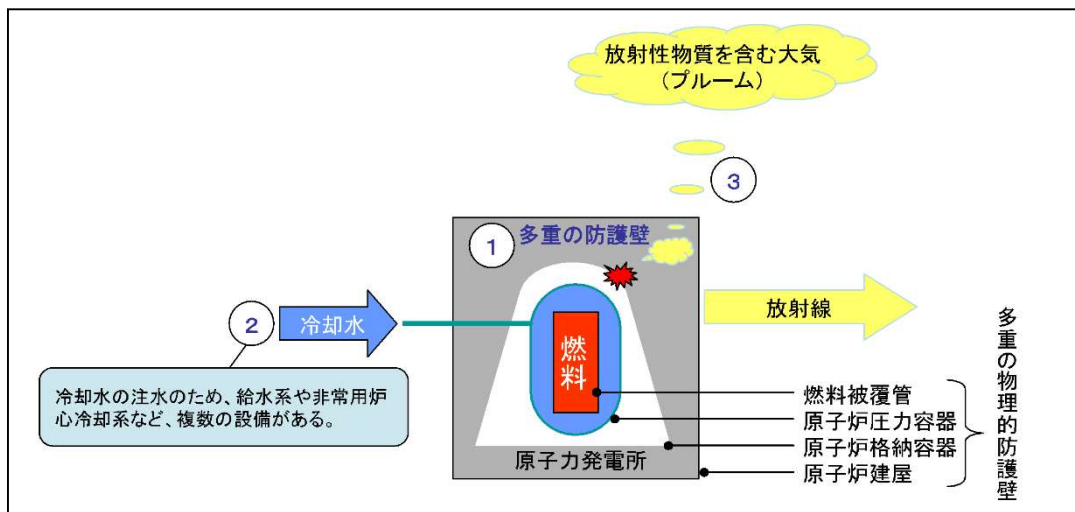 放射性物質を含む大気
（プルーム）
3
1
多重の防護壁
2
冷却水
放射線
燃料
冷却水の注水のため、給水系や非常用炉
心冷却系など、複数の設備がある。
燃料被覆管
原子炉圧力容器
原子炉格納容器
原子炉建屋
原子力発電所
多重の物理的防護壁